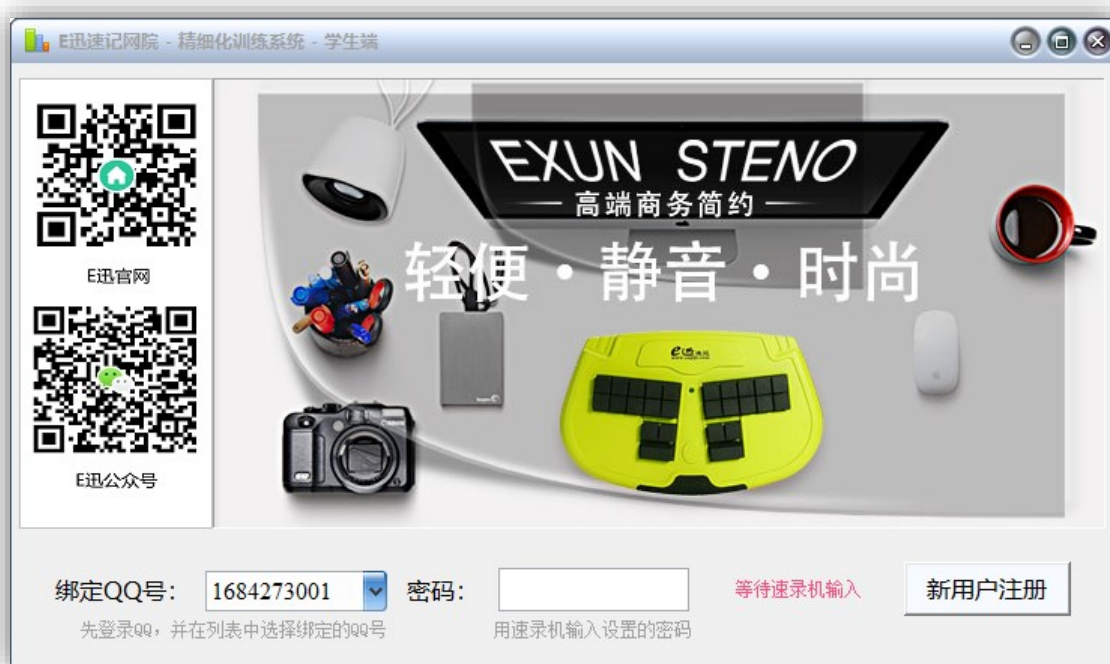 E迅速记网院 - 精细化训练系统 - 学生端
E迅官网
E迅公众号
EXUN STENO
高端商务简约
轻便·静音·时尚
绑定QQ号：
1684273001
密码：
等待速录机输入
新用户注册
先登录QQ，并在列表中选择绑定的QQ号
用速录机输入设置的密码